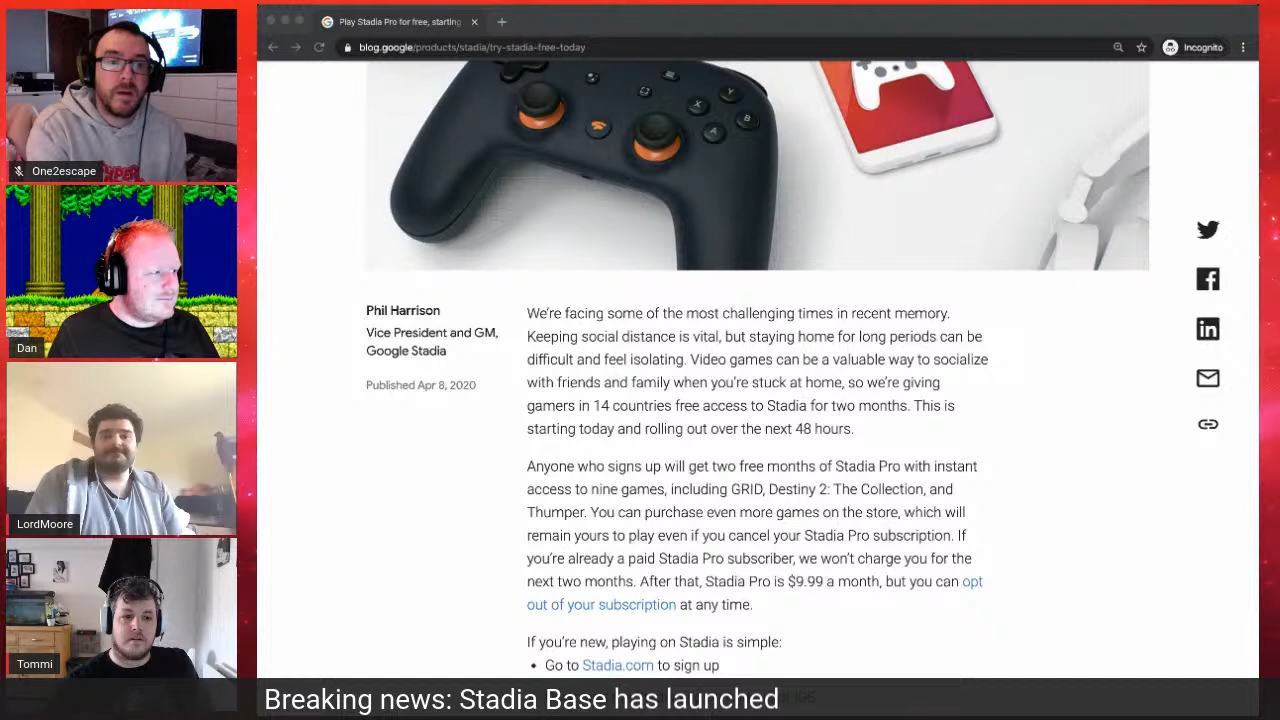 Play Stadia Pro for free, starting
blog.google/products/stadia/try-stadia-free-today
Incognito
Y
X
B
A
One2escape
Dan
LordMoore
Tommi
Phil Harrison
Vice President and GM,
Google Stadia
Published Apr 8, 2020
We're facing some of the most challenging times in recent memory.
Keeping social distance is vital, but staying home for long periods can be
difficult and feel isolating. Video games can be a valuable way to socialize
with friends and family when you're stuck at home, so we're giving
gamers in 14 countries free access to Stadia for two months. This is
starting today and rolling out over the next 48 hours.
Anyone who signs up will get two free months of Stadia Pro with instant
access to nine games, including GRID, Destiny 2: The Collection, and
Thumper. You can purchase even more games on the store, which will
remain yours to play even if you cancel your Stadia Pro subscription. If
you're already a paid Stadia Pro subscriber, we won't charge you for the
next two months. After that, Stadia Pro is $9.99 a month, but you can opt
out of your subscription at any time.
If you're new, playing on Stadia is simple:
• Go to Stadia.com to sign up
Breaking news: Stadia Base has launched